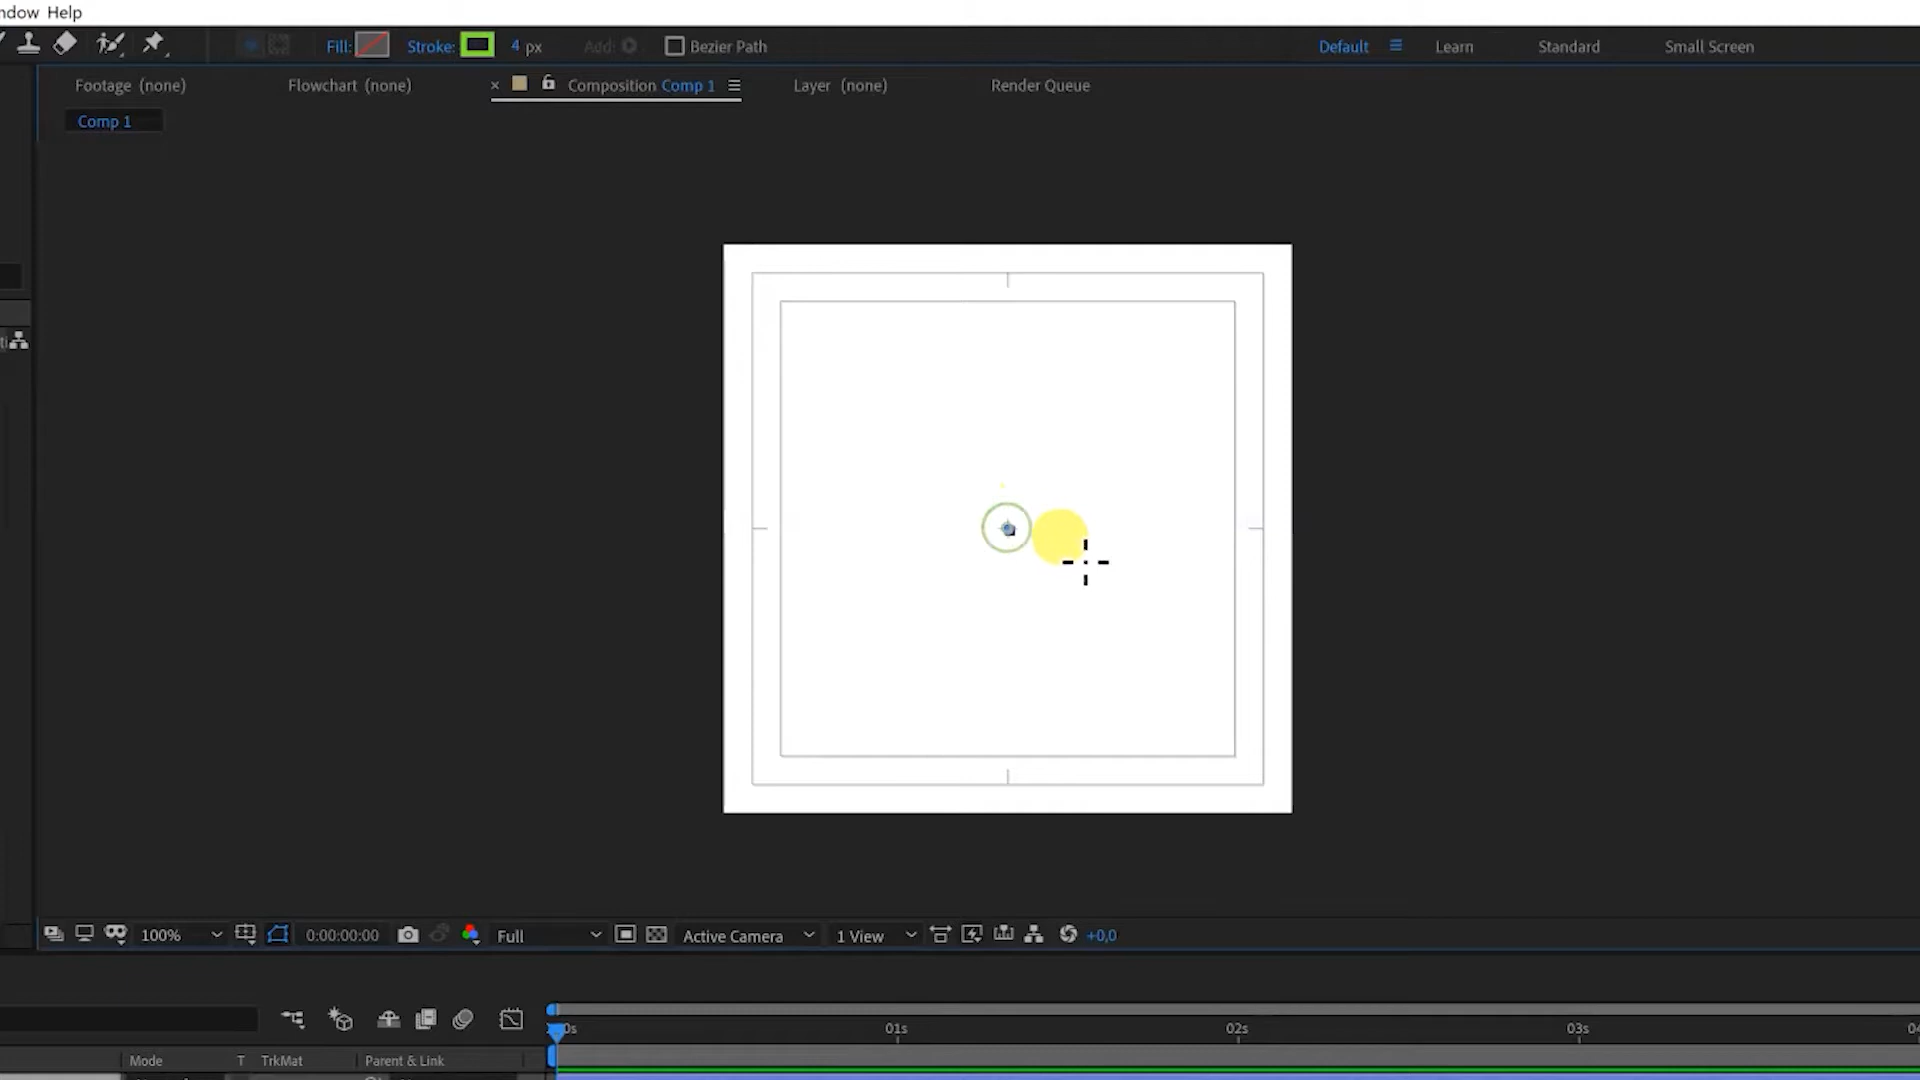 ndow Help
Fill: Stroke: 4 px Add: Bezier Path Default Learn Standard Small Screen
Footage (none) Flowchart (none) × Composition Comp 1 Layer (none) Render Queue
Comp 1
100% 0:00:00:00 Full Active Camera 1 View +0,0
0s 01s 02s 03s 04
Mode T TrkMat Parent & Link